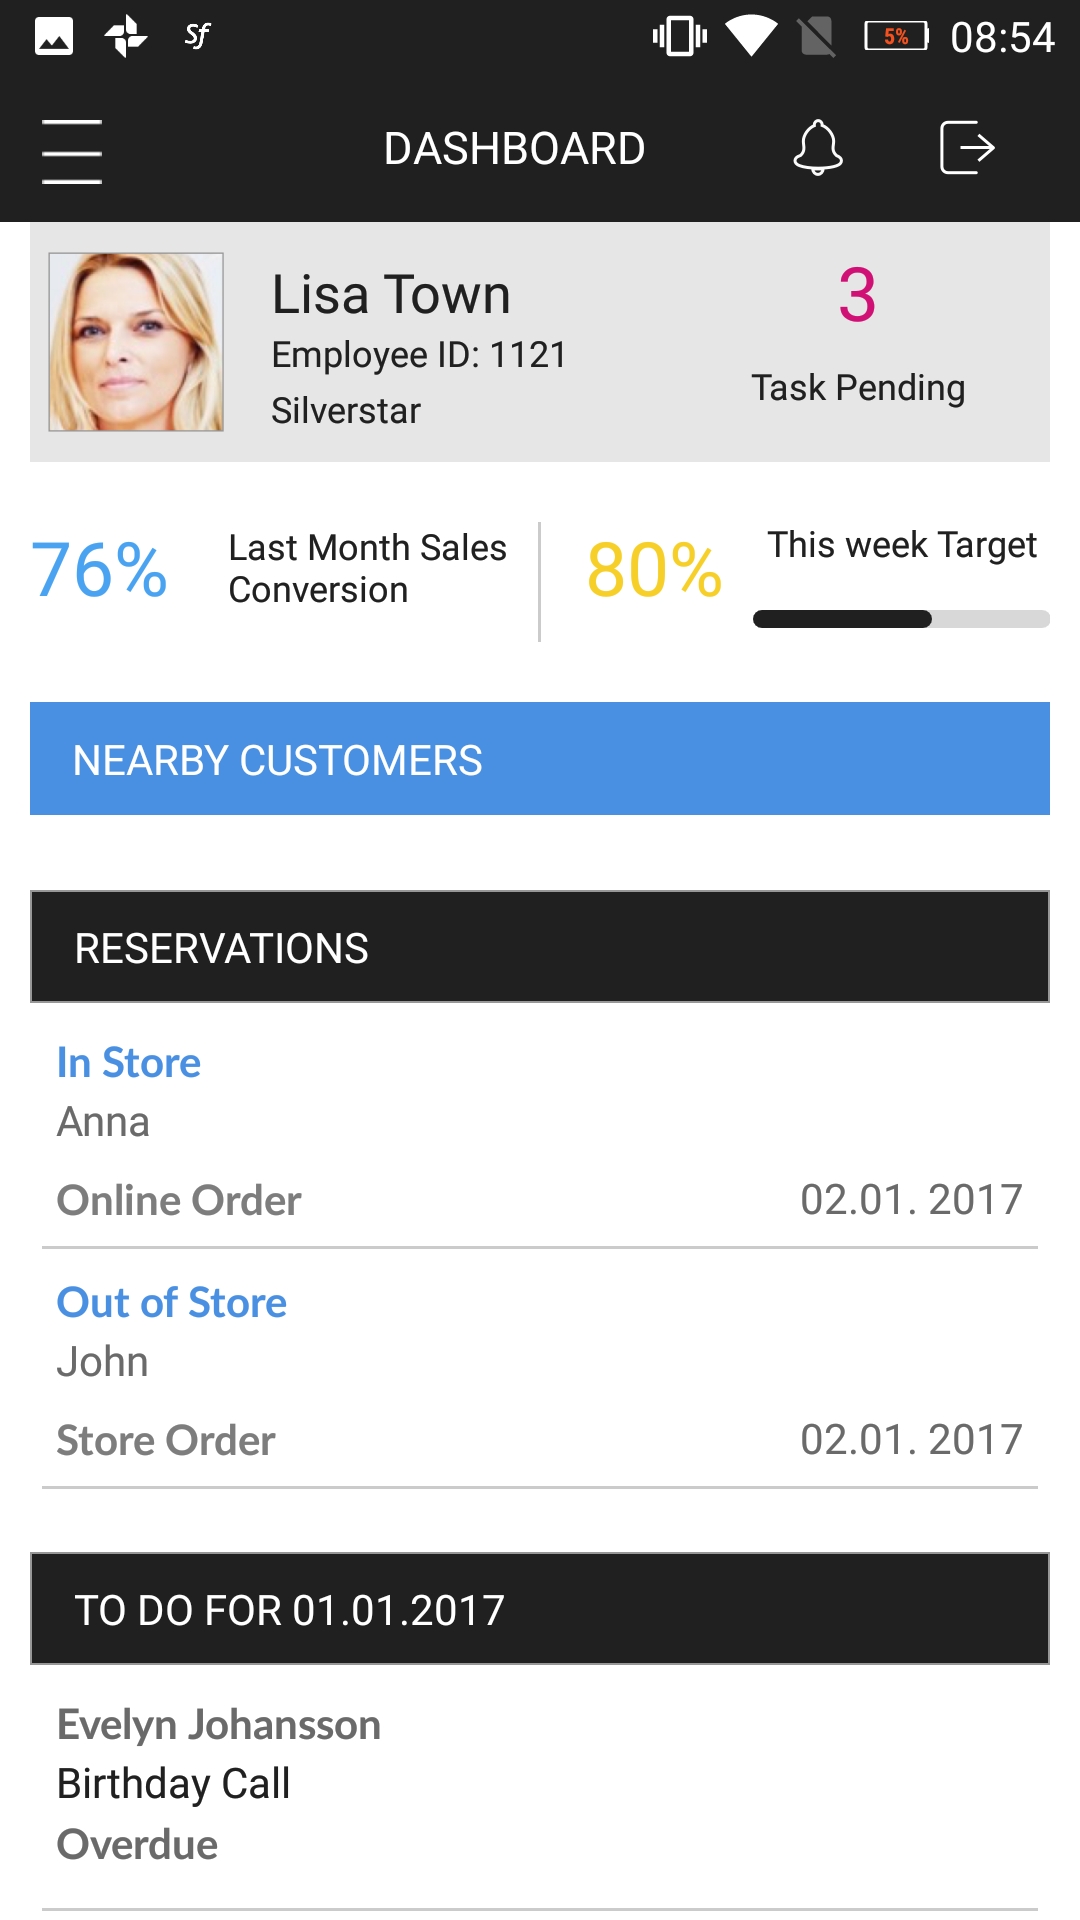 Sf 5% 08:54
DASHBOARD
Lisa Town
Employee ID: 1121
Silverstar
3
Task Pending
76%
Last Month Sales
Conversion
80%
This week Target
NEARBY CUSTOMERS
RESERVATIONS
In Store
Anna
Online Order 02.01. 2017
Out of Store
John
Store Order 02.01. 2017
TO DO FOR 01.01.2017
Evelyn Johansson
Birthday Call
Overdue